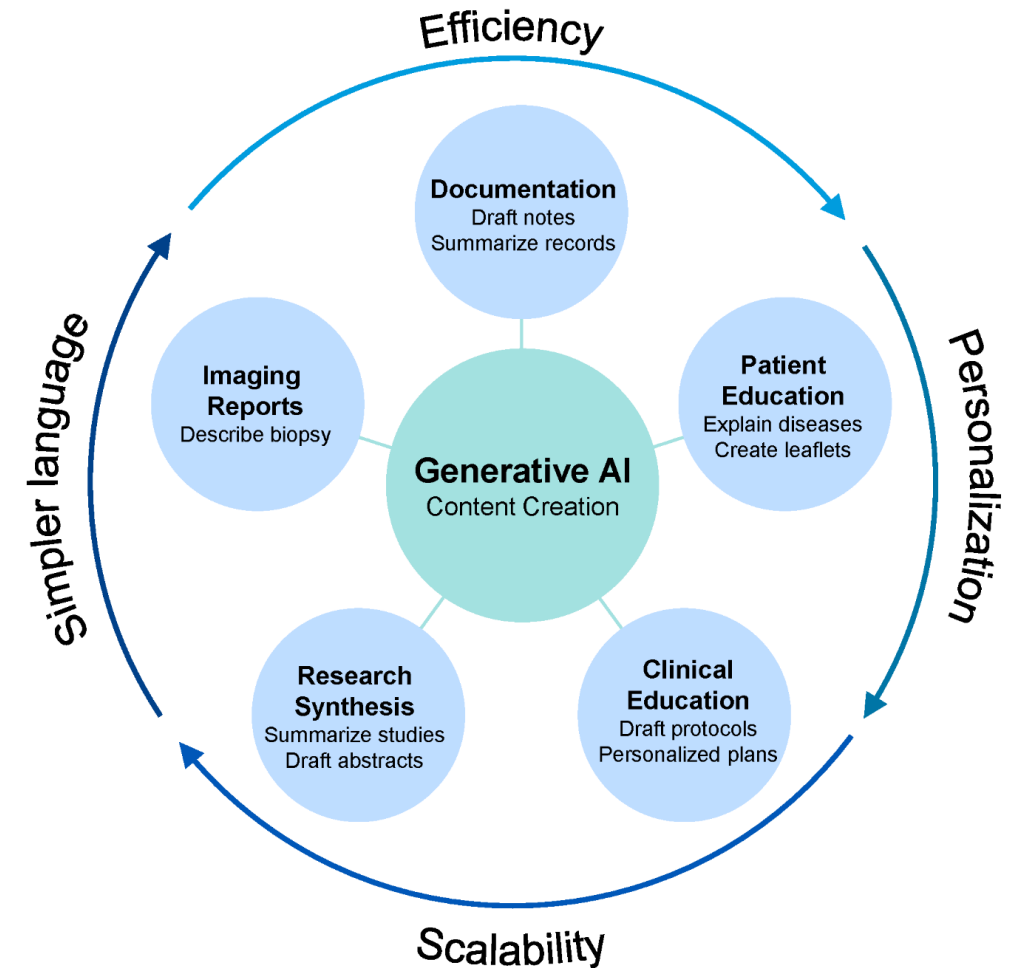 Efficiency
Documentation
Draft notes
Summarize records
Patient
Education
Explain diseases
Create leaflets
Personalization
Imaging
Reports
Describe biopsy
Simpler language
Generative AI
Content Creation
Research
Synthesis
Summarize studies
Draft abstracts
Clinical
Education
Draft protocols
Personalized plans
Scalability